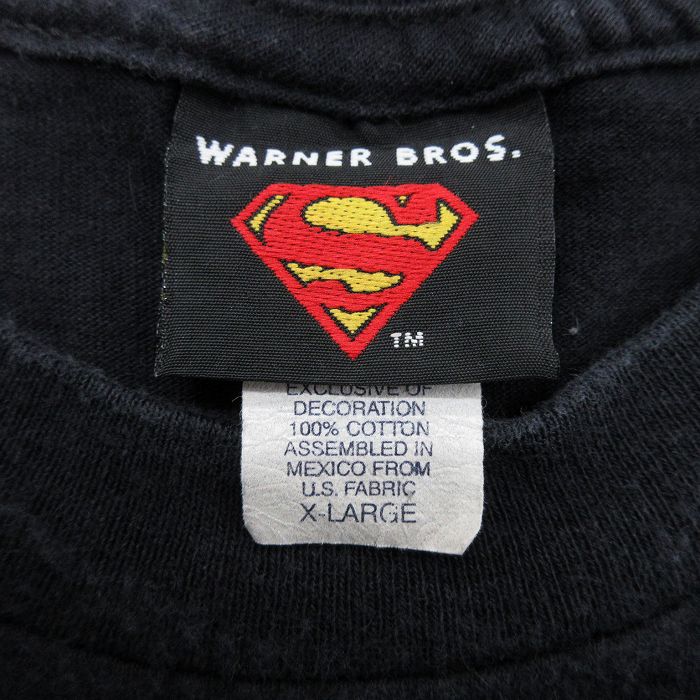 WARNER BROS.
TM
EXCLUSIVE OF
DECORATION
100% COTTON
ASSEMBLED IN
MEXICO FROM
U.S. FABRIC
X-LARGE